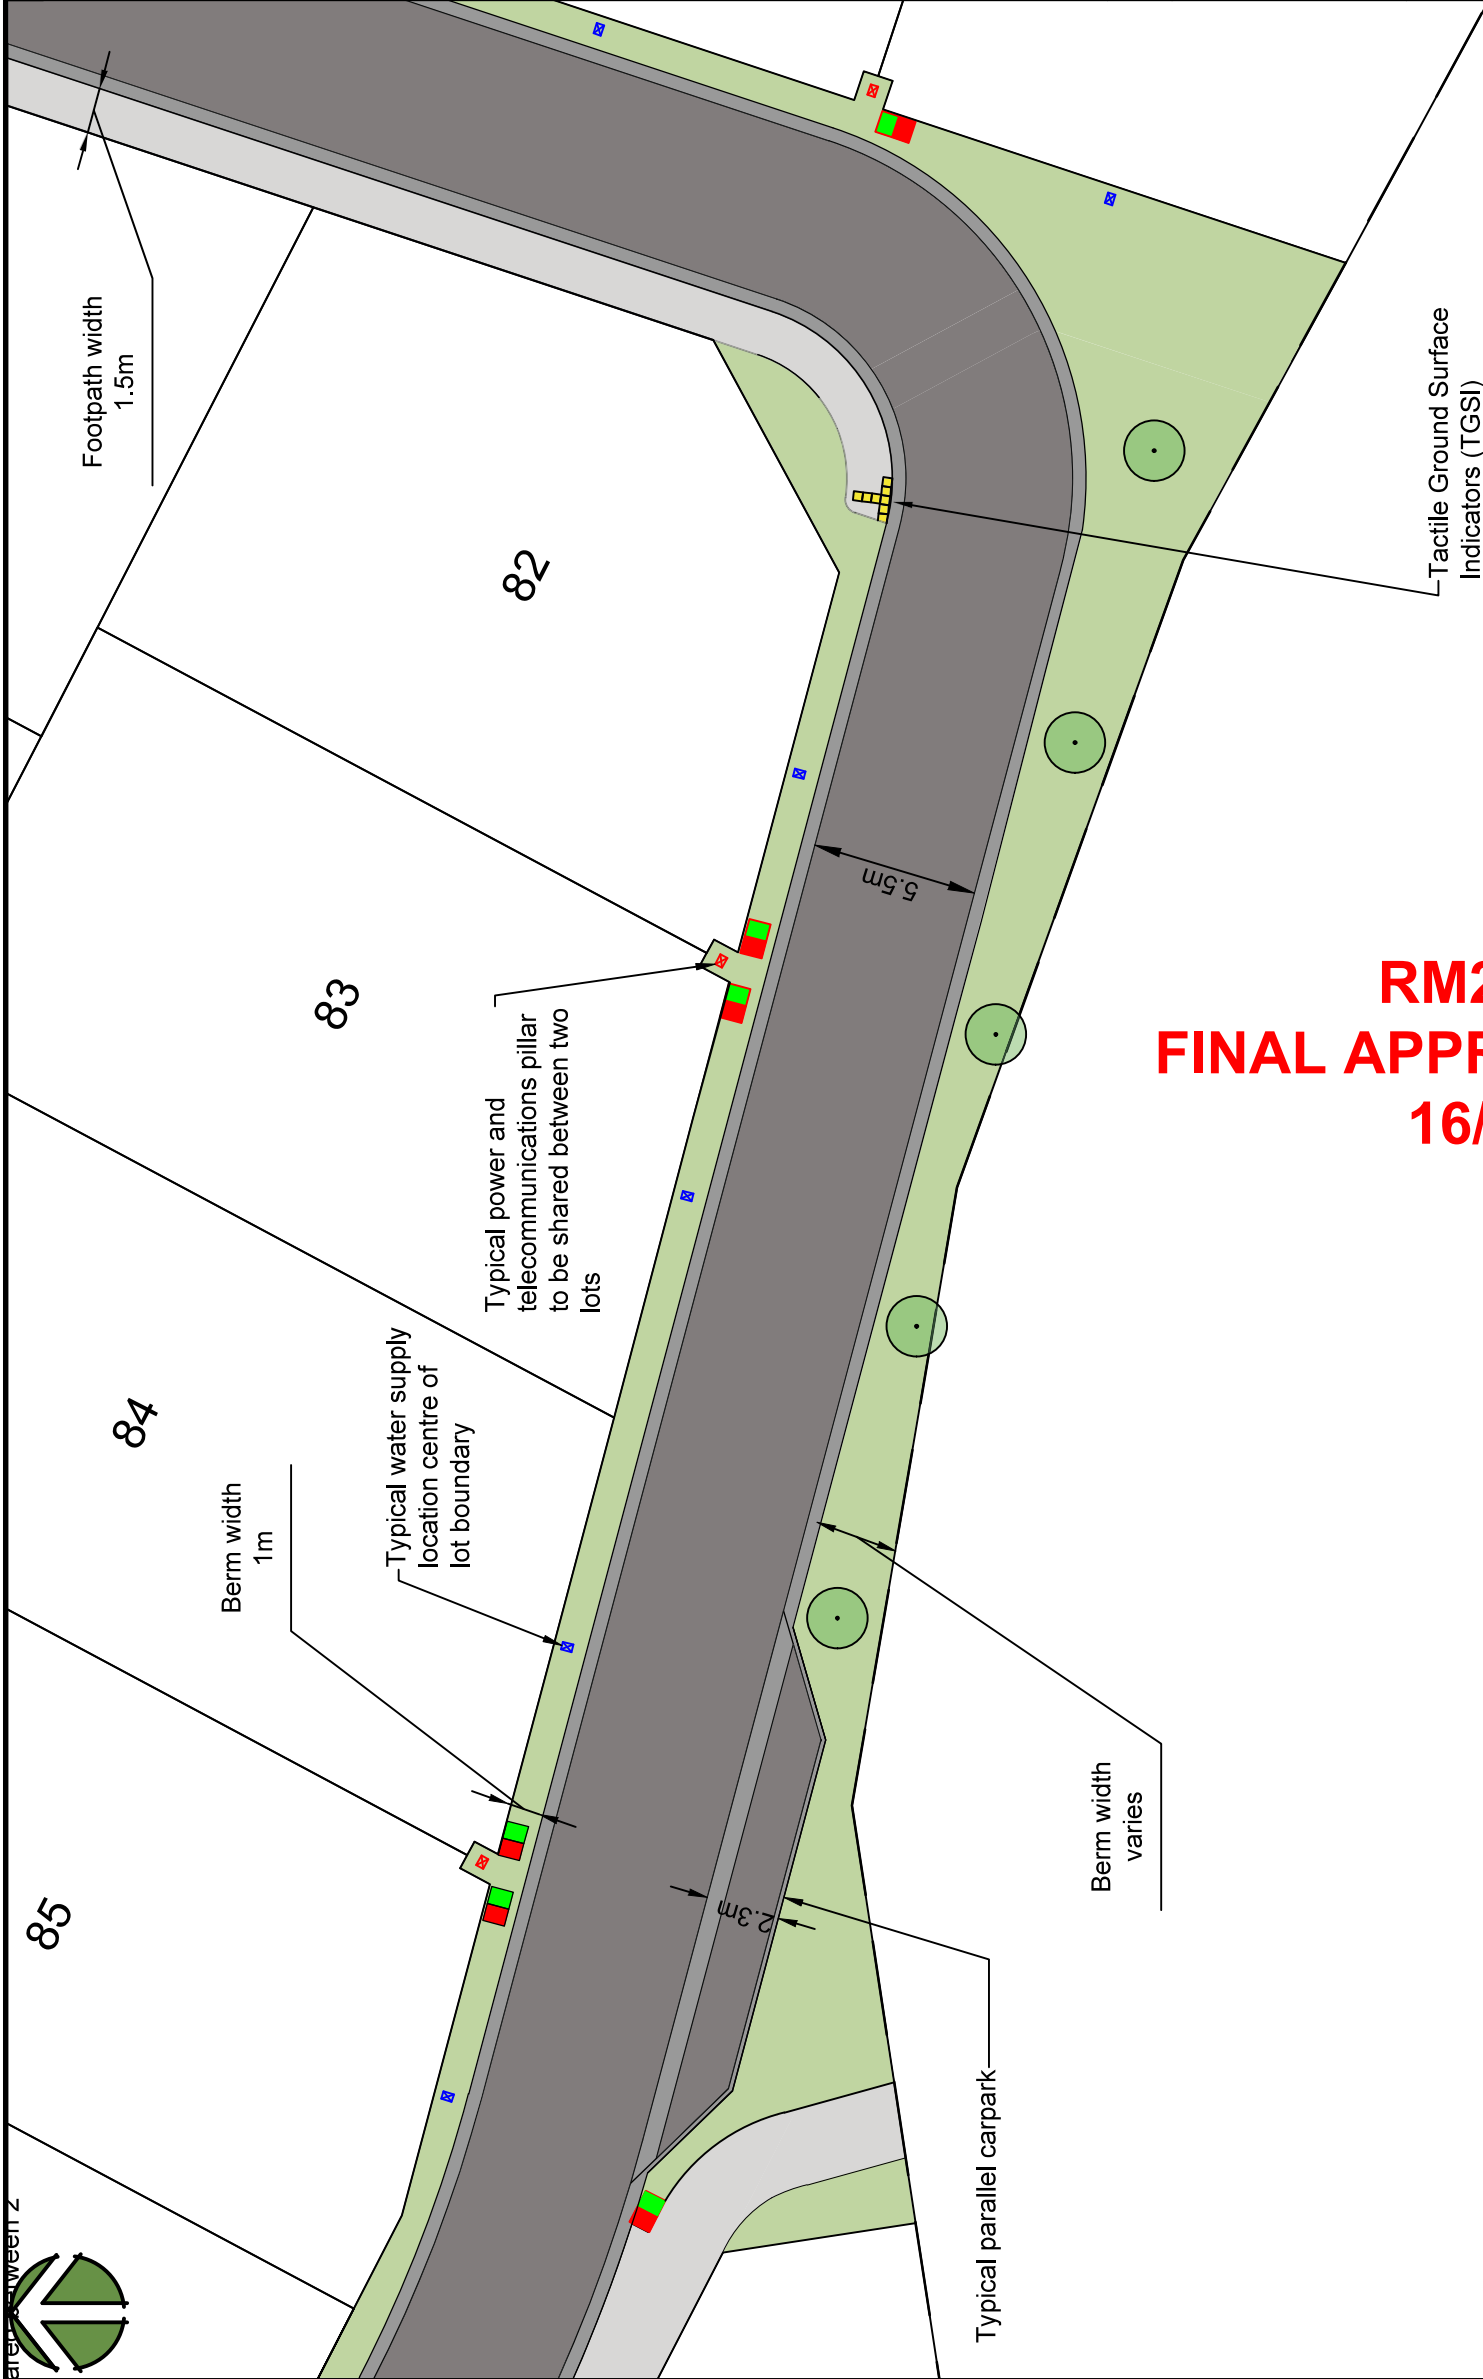 Footpath width
1.5m
82
Tactile Ground Surface
Indicators (TGSI)
5.5m
83
Typical power and
telecommunications pillar
to be shared between two
lots
RM2
FINAL APPR
16/
84
Berm width
1m
Typical water supply
location centre of
lot boundary
85
Berm width
varies
2.3m
Typical parallel carpark